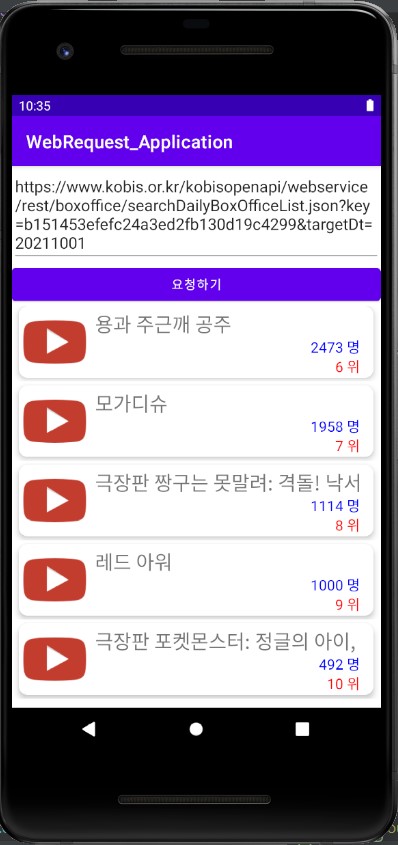 10:35
WebRequest_Application
https://www.kobis.or.kr/kobisopenapi/webservice
/rest/boxoffice/searchDailyBoxOfficeList.json?key
=b151453efefc24a3ed2fb130d19c4299&targetDt=
20211001
요청하기
용과 주근깨 공주
2473 명
6 위
모가디슈
1958 명
7 위
극장판 짱구는 못말려: 격돌! 낙서
1114 명
8 위
레드 아워
1000 명
9 위
극장판 포켓몬스터: 정글의 아이,
492 명
10 위